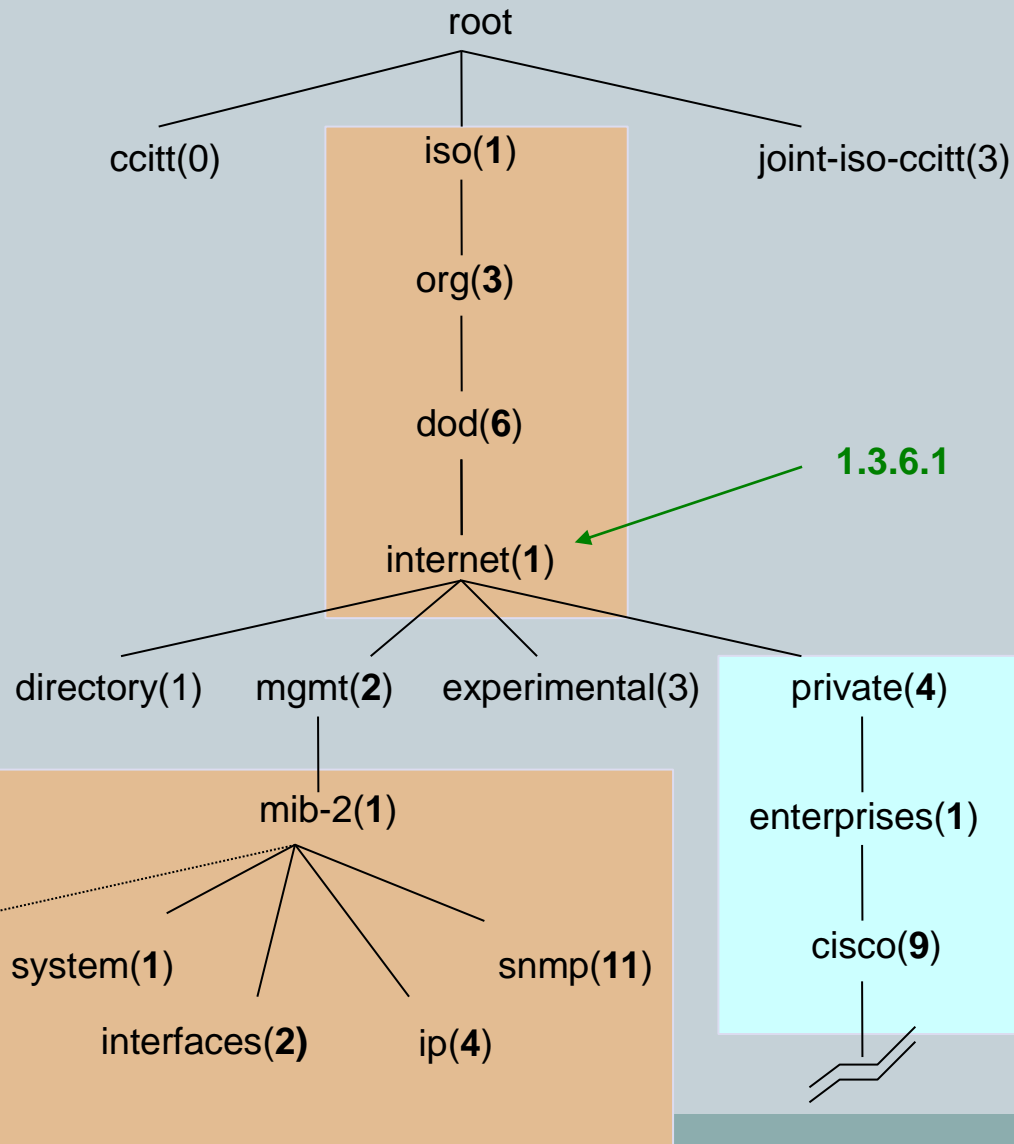 root
ccitt(0)
iso(1)
joint-iso-ccitt(3)
org(3)
dod(6)
1.3.6.1
internet(1)
directory(1)
mgmt(2)
experimental(3)
private(4)
mib-2(1)
enterprises(1)
system(1)
snmp(11)
cisco(9)
interfaces(2)
ip(4)